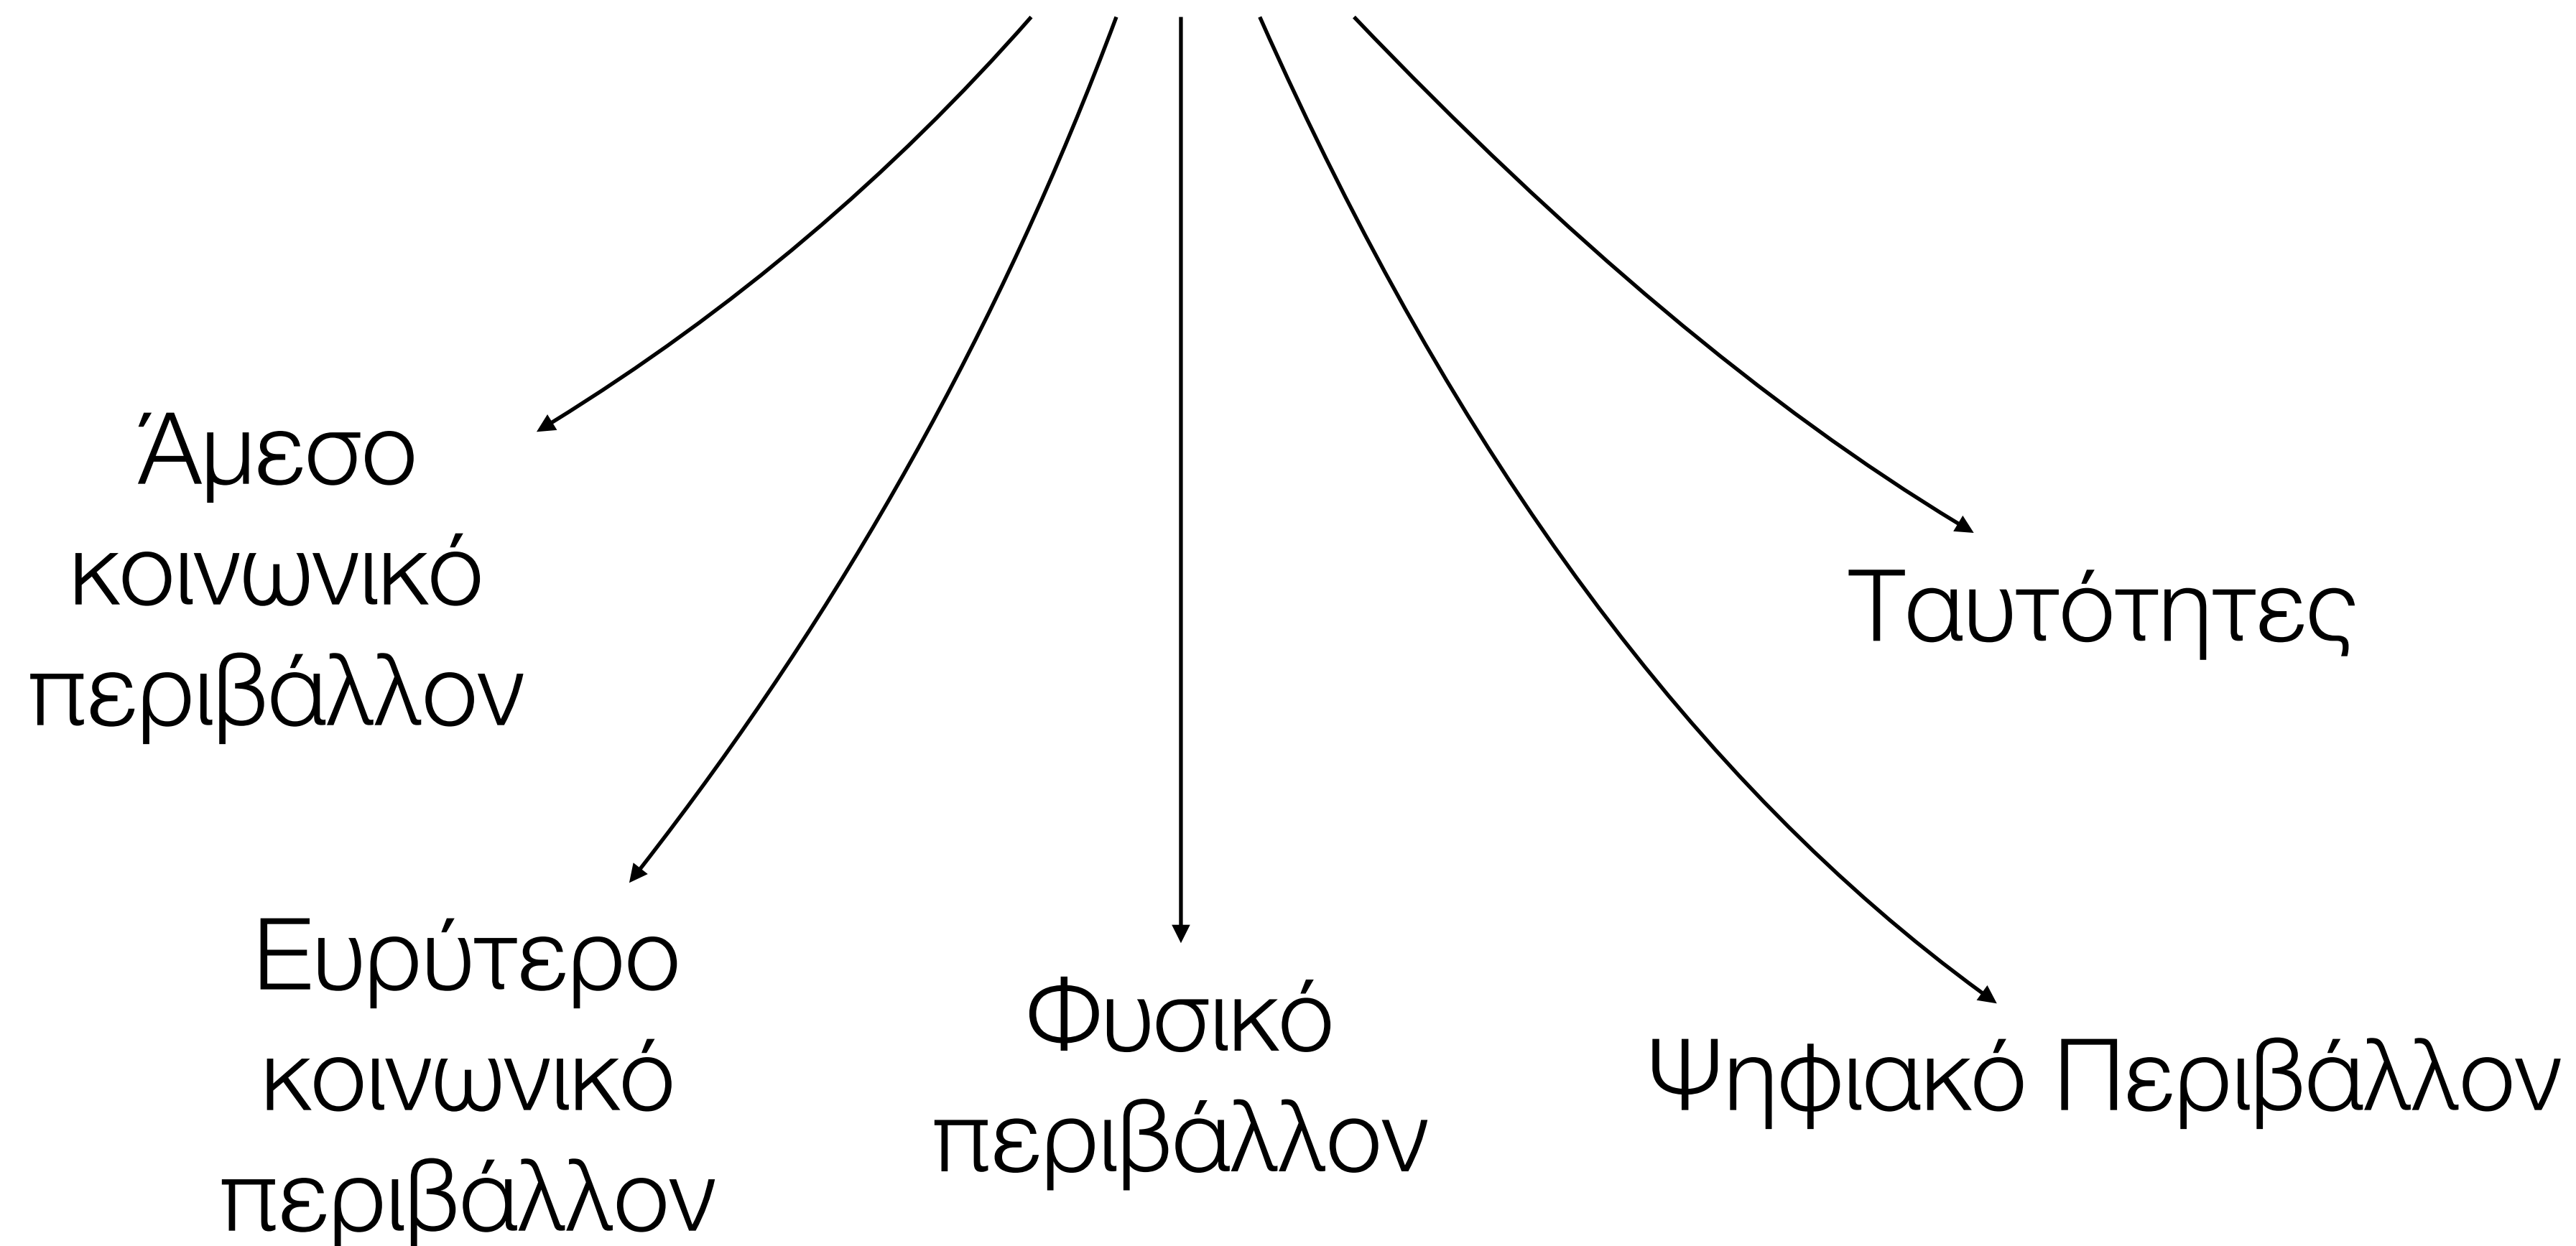 Άμεσο
κοινωνικό
περιβάλλον
Ταυτότητες
Ευρύτερο
κοινωνικό
περιβάλλον
Φυσικό
περιβάλλον
Ψηφιακό Περιβάλλον